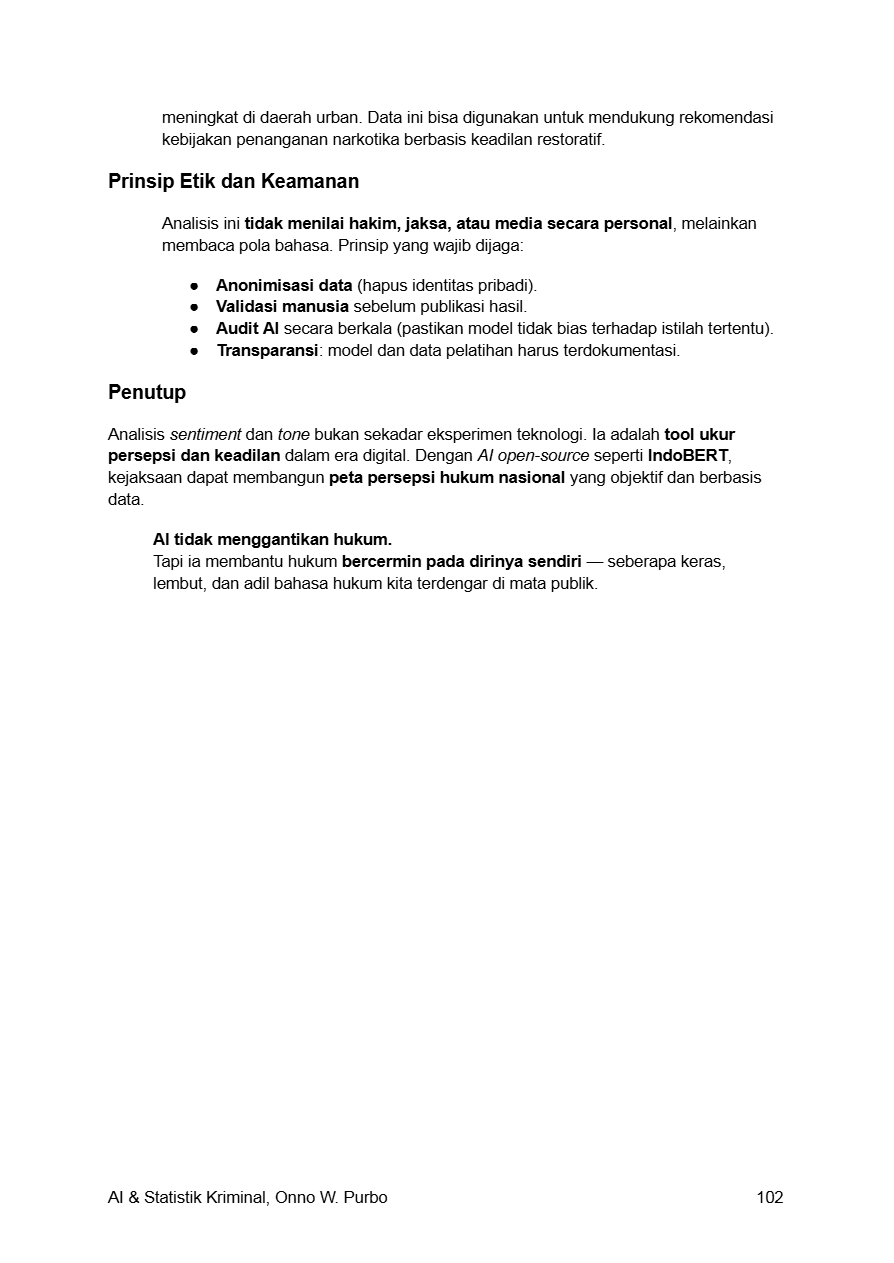 meningkat di daerah urban. Data ini bisa digunakan untuk mendukung rekomendasi
kebijakan penanganan narkotika berbasis keadilan restoratif.
Prinsip Etik dan Keamanan
Analisis ini tidak menilai hakim, jaksa, atau media secara personal, melainkan
membaca pola bahasa. Prinsip yang wajib dijaga:
● Anonimisasi data (hapus identitas pribadi).
● Validasi manusia sebelum publikasi hasil.
● Audit AI secara berkala (pastikan model tidak bias terhadap istilah tertentu).
● Transparansi: model dan data pelatihan harus terdokumentasi.
Penutup
Analisis sentiment dan tone bukan sekadar eksperimen teknologi. Ia adalah tool ukur
persepsi dan keadilan dalam era digital. Dengan AI open-source seperti IndoBERT,
kejaksaan dapat membangun peta persepsi hukum nasional yang objektif dan berbasis
data.
AI tidak menggantikan hukum.
Tapi ia membantu hukum bercermin pada dirinya sendiri — seberapa keras,
lembut, dan adil bahasa hukum kita terdengar di mata publik.
AI & Statistik Kriminal, Onno W. Purbo 102